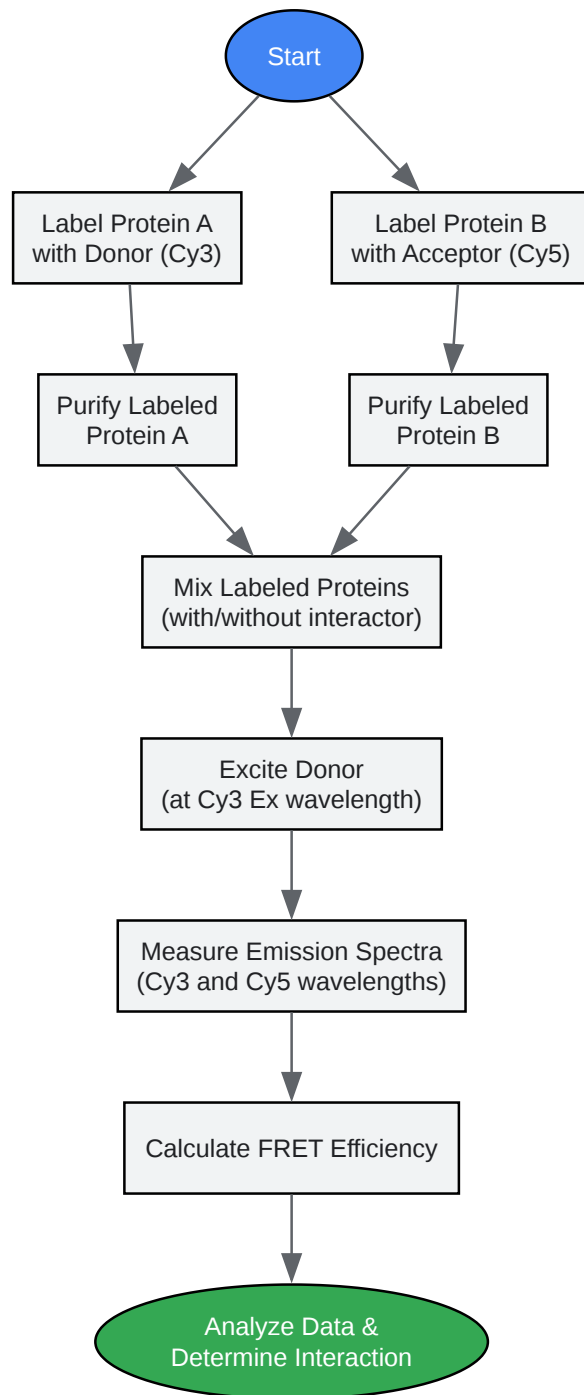 Start
Label Protein A
with Donor (Cy3)
Label Protein B
with Acceptor (Cy5)
Purify Labeled
Protein A
Purify Labeled
Protein B
Mix Labeled Proteins
(with/without interactor)
Excite Donor
(at Cy3 Ex wavelength)
Measure Emission Spectra
(Cy3 and Cy5 wavelengths)
Calculate FRET Efficiency
Analyze Data &
Determine Interaction